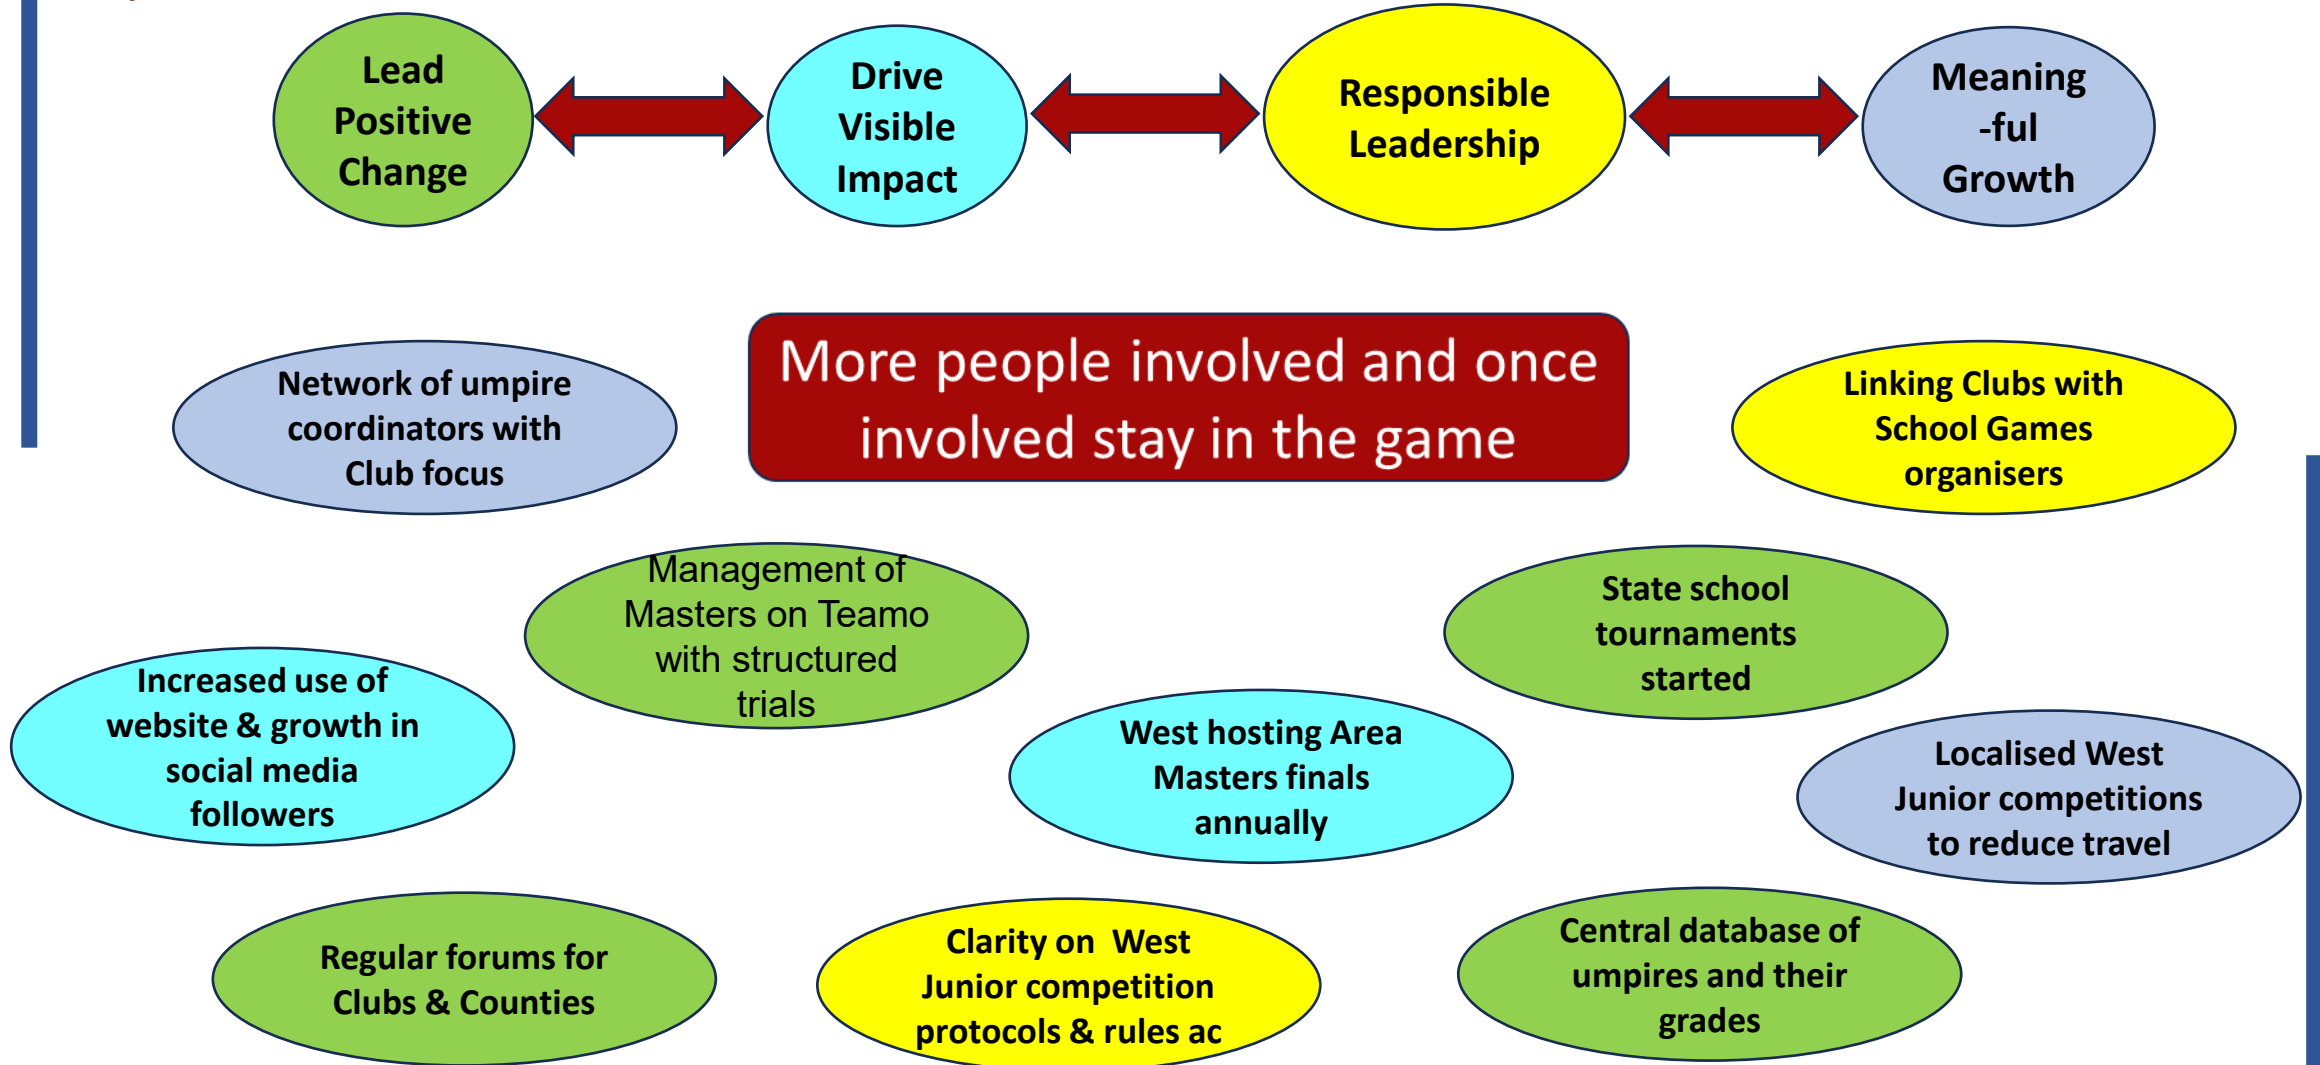 Lead
Positive
Change
Drive
Visible
Impact
Responsible
Leadership
Meaning
-ful
Growth
More people involved and once
involved stay in the game
Network of umpire
coordinators with
Club focus
Linking Clubs with
School Games
organisers
Management of
Masters on Teamo
with structured
trials
State school
tournaments
started
Increased use of
website & growth in
social media
followers
West hosting Area
Masters finals
annually
Localised West
Junior competitions
to reduce travel
Regular forums for
Clubs & Counties
Clarity on  West
Junior competition
protocols & rules ac
Central database of
umpires and their
grades